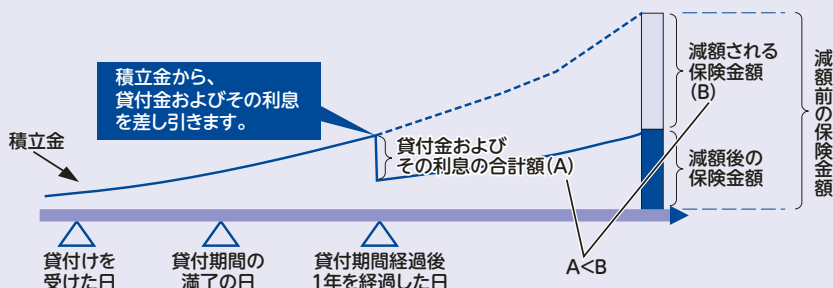 積立金から、
貸付金およびその利息
を差し引きます。
積立金
貸付金および
その利息の合計額(A)
減額される
保険金額
(B)
減額後の
保険金額
減額前の保険金額
A<B
貸付けを
受けた日
貸付期間の
満了の日
貸付期間経過後
1年を経過した日